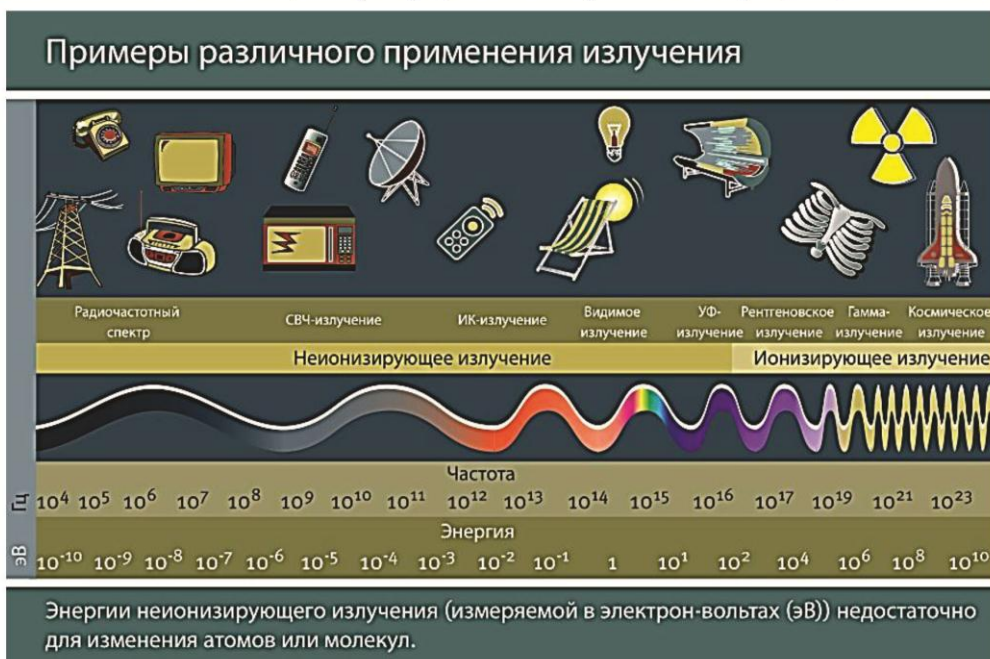 Примеры различного применения излучения
Радиочастотный спектр
СВЧ-излучение
ИК-излучение
Видимое излучение
УФ-излучение
Рентгеновское излучение
Гамма-излучение
Космическое излучение
Неионизирующее излучение
Ионизирующее излучение
Частота
Гц 10⁴ 10⁵ 10⁶ 10⁷ 10⁸ 10⁹ 10¹⁰ 10¹¹ 10¹² 10¹³ 10¹⁴ 10¹⁵ 10¹⁶ 10¹⁷ 10¹⁹ 10²¹ 10²³
Энергия
эВ 10⁻¹⁰ 10⁻⁹ 10⁻⁸ 10⁻⁷ 10⁻⁶ 10⁻⁵ 10⁻⁴ 10⁻³ 10⁻² 10⁻¹ 1 10¹ 10² 10⁴ 10⁶ 10⁸ 10¹⁰
Энергии неионизирующего излучения (измеряемой в электрон-вольтах (эВ)) недостаточно
для изменения атомов или молекул.